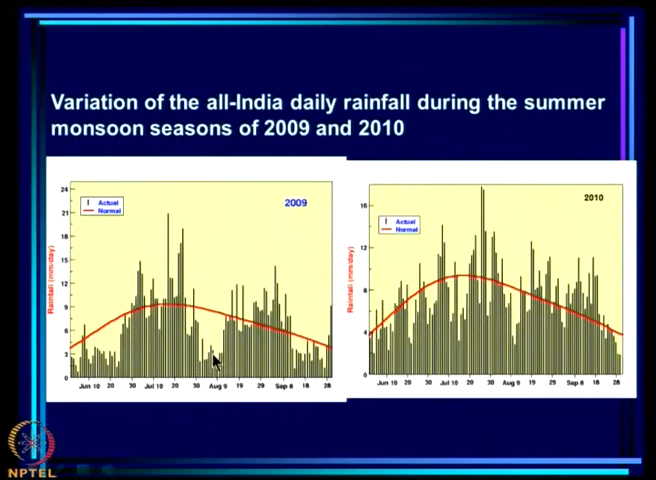 Variation of the all-India daily rainfall during the summer
monsoon seasons of 2009 and 2010
24
21
18
15
12
9
6
3
0
Rainfall (mm/day)
Actual
Normal
2009
Jun 10 20 30 Jul 10 20 30 Aug 9 19 29 Sep 8 18 28
16
12
8
4
0
Rainfall (mm/day)
Actual
Normal
2010
Jun 10 20 30 Jul 10 20 30 Aug 9 19 29 Sep 8 18 28
NPTEL